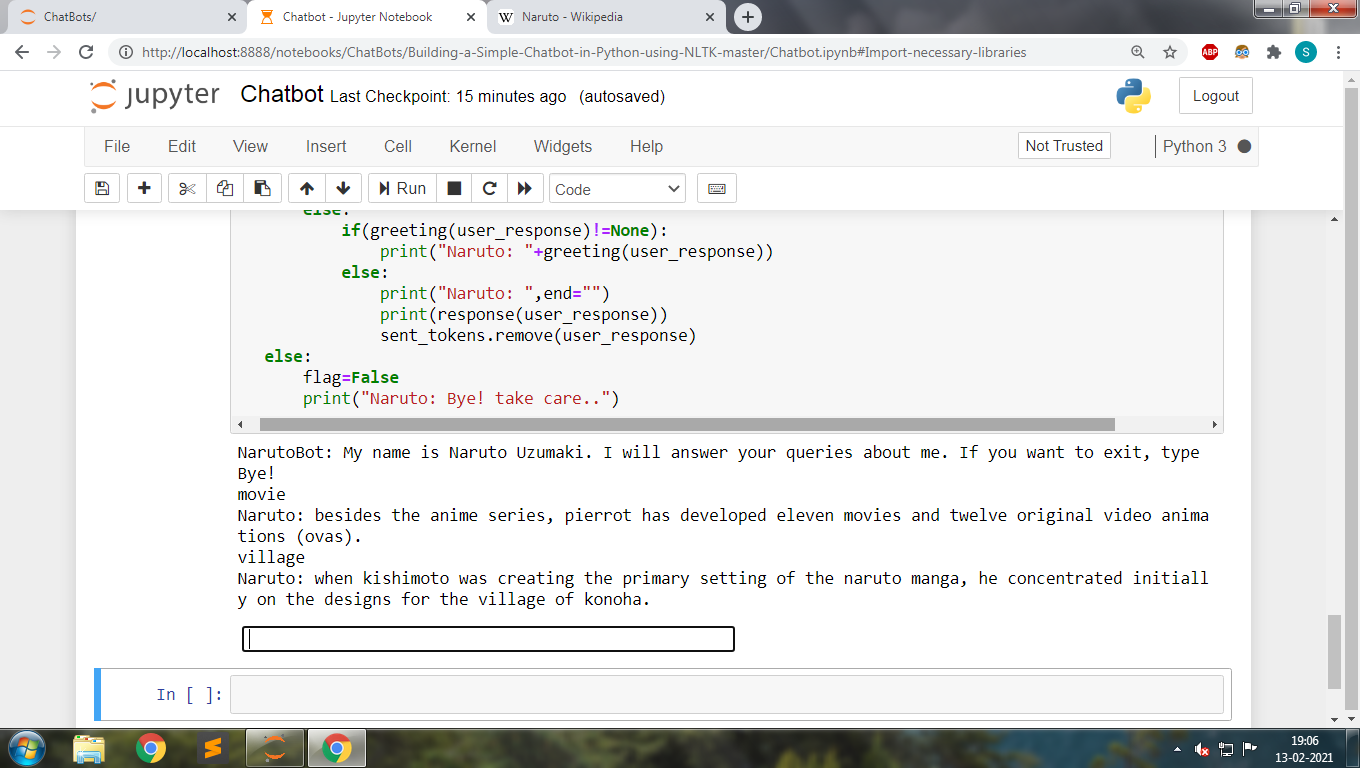 ChatBots/
Chatbot - Jupyter Notebook
Naruto - Wikipedia
http://localhost:8888/notebooks/ChatBots/Building-a-Simple-Chatbot-in-Python-using-NLTK-master/Chatbot.ipynb#Import-necessary-libraries
ABP
S
jupyter Chatbot Last Checkpoint: 15 minutes ago (autosaved)
Logout
File Edit View Insert Cell Kernel Widgets Help
Not Trusted
Python 3
Run
Code
else:
if(greeting(user_response)!=None):
print("Naruto: "+greeting(user_response))
else:
print("Naruto: ",end="")
print(response(user_response))
sent_tokens.remove(user_response)
else:
flag=False
print("Naruto: Bye! take care..")
NarutoBot: My name is Naruto Uzumaki. I will answer your queries about me. If you want to exit, type
Bye!
movie
Naruto: besides the anime series, pierrot has developed eleven movies and twelve original video anima
tions (ovas).
village
Naruto: when kishimoto was creating the primary setting of the naruto manga, he concentrated initiall
y on the designs for the village of konoha.
In [ ]:
19:06
13-02-2021